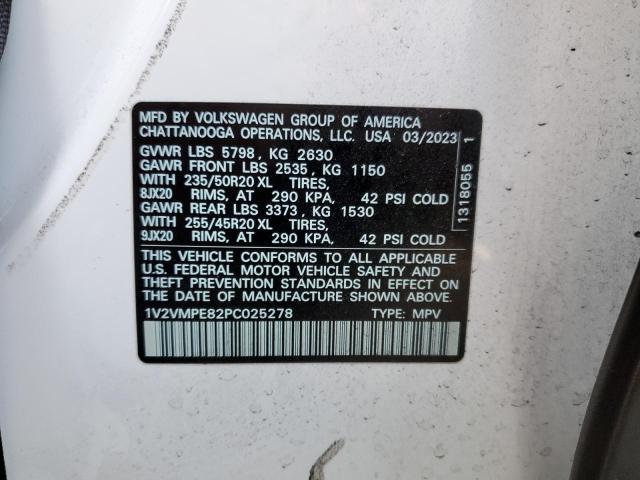 MFD BY VOLKSWAGEN GROUP OF AMERICA
CHATTANOOGA OPERATIONS, LLC. USA 03/2023
GVWR LBS 5798, KG 2630
GAWR FRONT LBS 2535, KG 1150
WITH 235/50R20 XL TIRES,
8JX20 RIMS, AT 290 KPA, 42 PSI COLD
GAWR REAR LBS 3373, KG 1530
WITH 255/45R20 XL TIRES,
9JX20 RIMS, AT 290 KPA, 42 PSI COLD
THIS VEHICLE CONFORMS TO ALL APPLICABLE
U.S. FEDERAL MOTOR VEHICLE SAFETY AND
THEFT PREVENTION STANDARDS IN EFFECT ON THE
DATE OF MANUFACTURE SHOWN ABOVE.
1V2VMPE82PC025278 TYPE: MPV
1318055 1